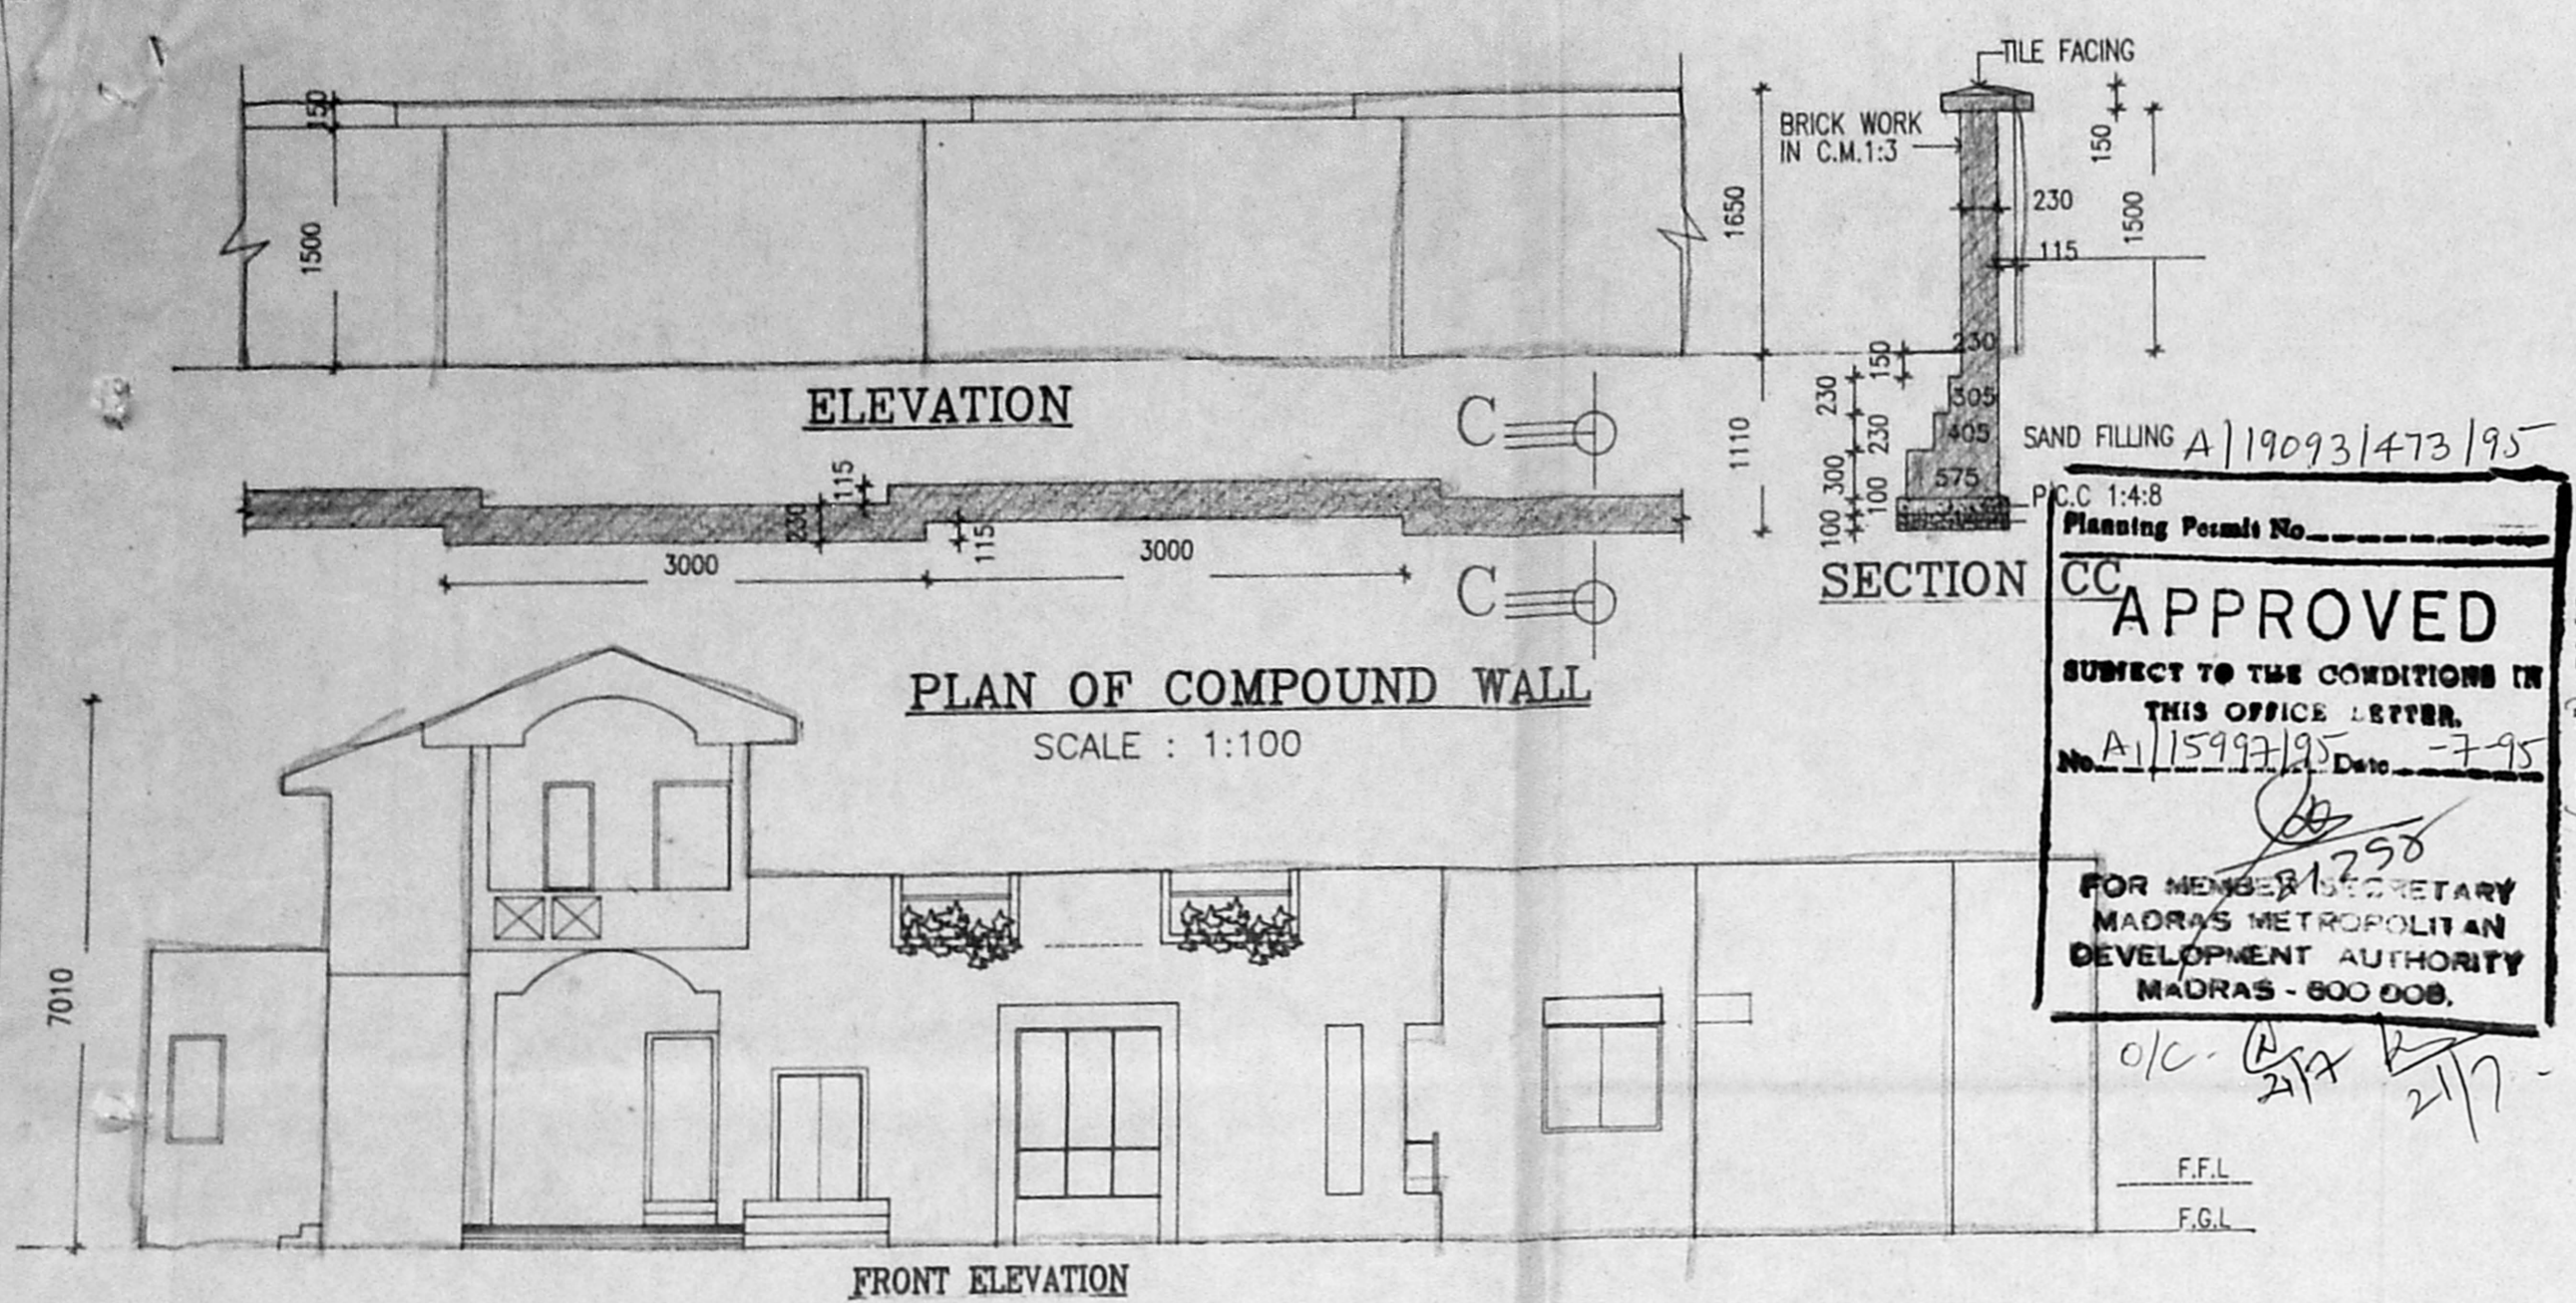 150
1500
ELEVATION
1650
1110
TILE FACING
BRICK WORK
IN C.M.1:3
150
230
1500
115
230
150
230
305
230
405
SAND FILLING
A/19093/473/95
300
575
100
P.C.C 1:4:8
100
SECTION CC
C
C
115
230
115
3000
3000
PLAN OF COMPOUND WALL
SCALE : 1:100
Planning Permit No
APPROVED
SUBJECT TO THE CONDITIONS IN
THIS OFFICE LETTER.
No. A1/15997/95 Date -7-95
FOR MEMBER SECRETARY
MADRAS METROPOLITAN
DEVELOPMENT AUTHORITY
MADRAS - 600 008.
O/C.
21/7
21/7
7010
F.F.L
F.G.L
FRONT ELEVATION